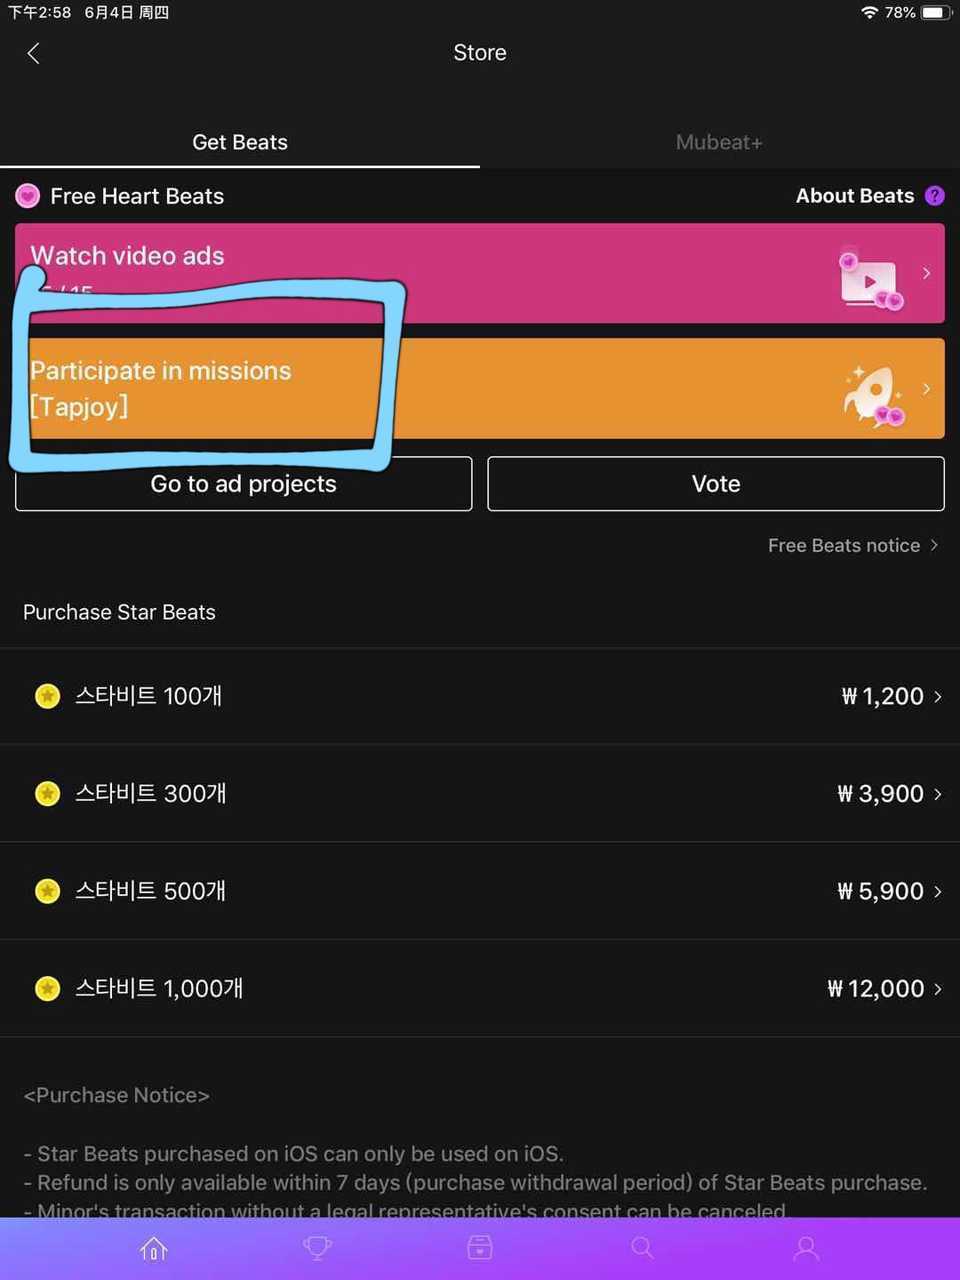 下午2:58 6月4日 周四
78%
Store
Get Beats
Mubeat+
Free Heart Beats
About Beats ?
Watch video ads
/ 15
Participate in missions
[Tapjoy]
Go to ad projects
Vote
Free Beats notice
Purchase Star Beats
스타비트 100개
₩ 1,200
스타비트 300개
₩ 3,900
스타비트 500개
₩ 5,900
스타비트 1,000개
₩ 12,000
<Purchase Notice>
- Star Beats purchased on iOS can only be used on iOS.
- Refund is only available within 7 days (purchase withdrawal period) of Star Beats purchase.
- Minor's transaction without a legal representative's consent can be canceled.